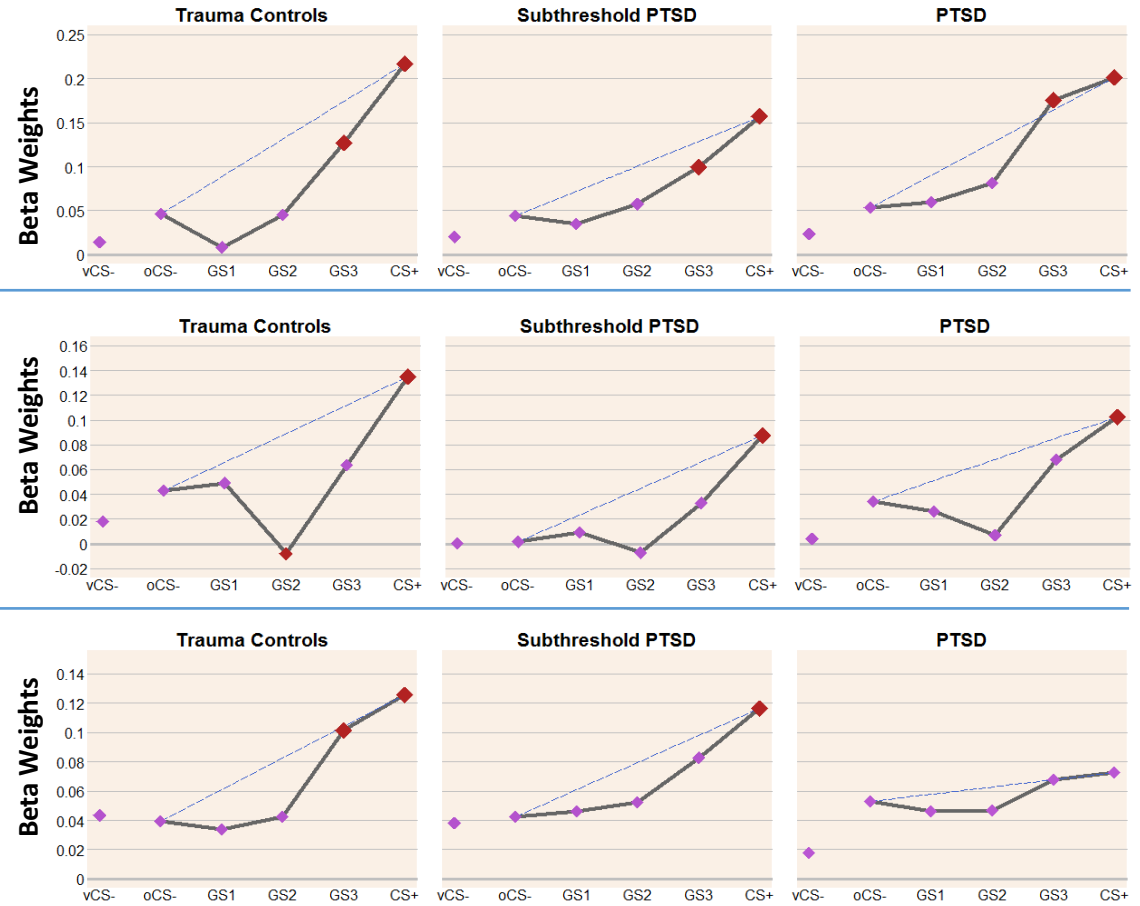 Trauma Controls Subthreshold PTSD PTSD
Beta Weights
0.25
0.2
0.15
0.1
0.05
0
vCS- oCS- GS1 GS2 GS3 CS+ vCS- oCS- GS1 GS2 GS3 CS+ vCS- oCS- GS1 GS2 GS3 CS+
Trauma Controls Subthreshold PTSD PTSD
Beta Weights
0.16
0.14
0.12
0.1
0.08
0.06
0.04
0.02
0
-0.02
vCS- oCS- GS1 GS2 GS3 CS+ vCS- oCS- GS1 GS2 GS3 CS+ vCS- oCS- GS1 GS2 GS3 CS+
Trauma Controls Subthreshold PTSD PTSD
Beta Weights
0.14
0.12
0.1
0.08
0.06
0.04
0.02
0
vCS- oCS- GS1 GS2 GS3 CS+ vCS- oCS- GS1 GS2 GS3 CS+ vCS- oCS- GS1 GS2 GS3 CS+